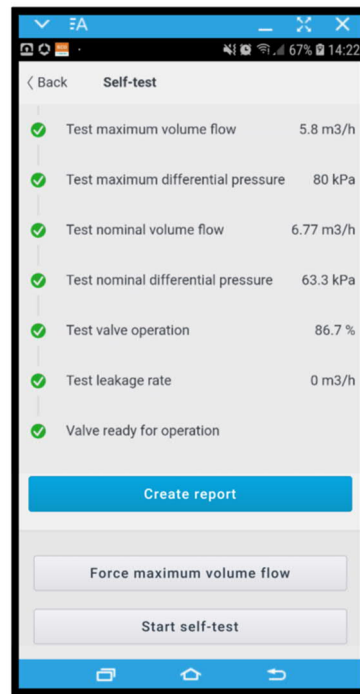 ΞA
67% 14:22
Back Self-test
Test maximum volume flow 5.8 m3/h
Test maximum differential pressure 80 kPa
Test nominal volume flow 6.77 m3/h
Test nominal differential pressure 63.3 kPa
Test valve operation 86.7 %
Test leakage rate 0 m3/h
Valve ready for operation
Create report
Force maximum volume flow
Start self-test